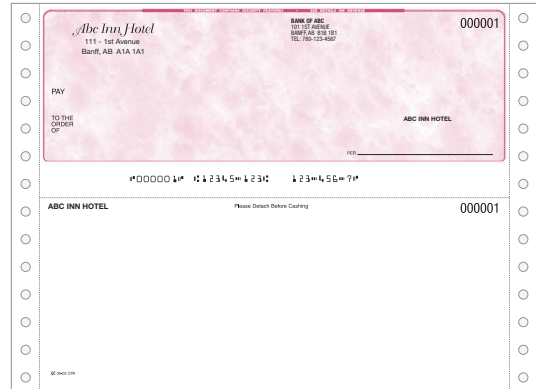 THIS DOCUMENT CONTAINS SECURITY FEATURES - SEE DETAILS ON REVERSE
Abc Inn Hotel
111 - 1st Avenue
Banff, AB A1A 1A1
BANK OF ABC
101 1ST AVENUE
BANFF, AB B1B 1B1
TEL: 780-123-4567
000001
PAY
TO THE
ORDER
OF
ABC INN HOTEL
PER
⑈000001⑈ ⑆12345⑉123⑆ 123⑉456⑉7⑈
ABC INN HOTEL
Please Detach Before Cashing
000001